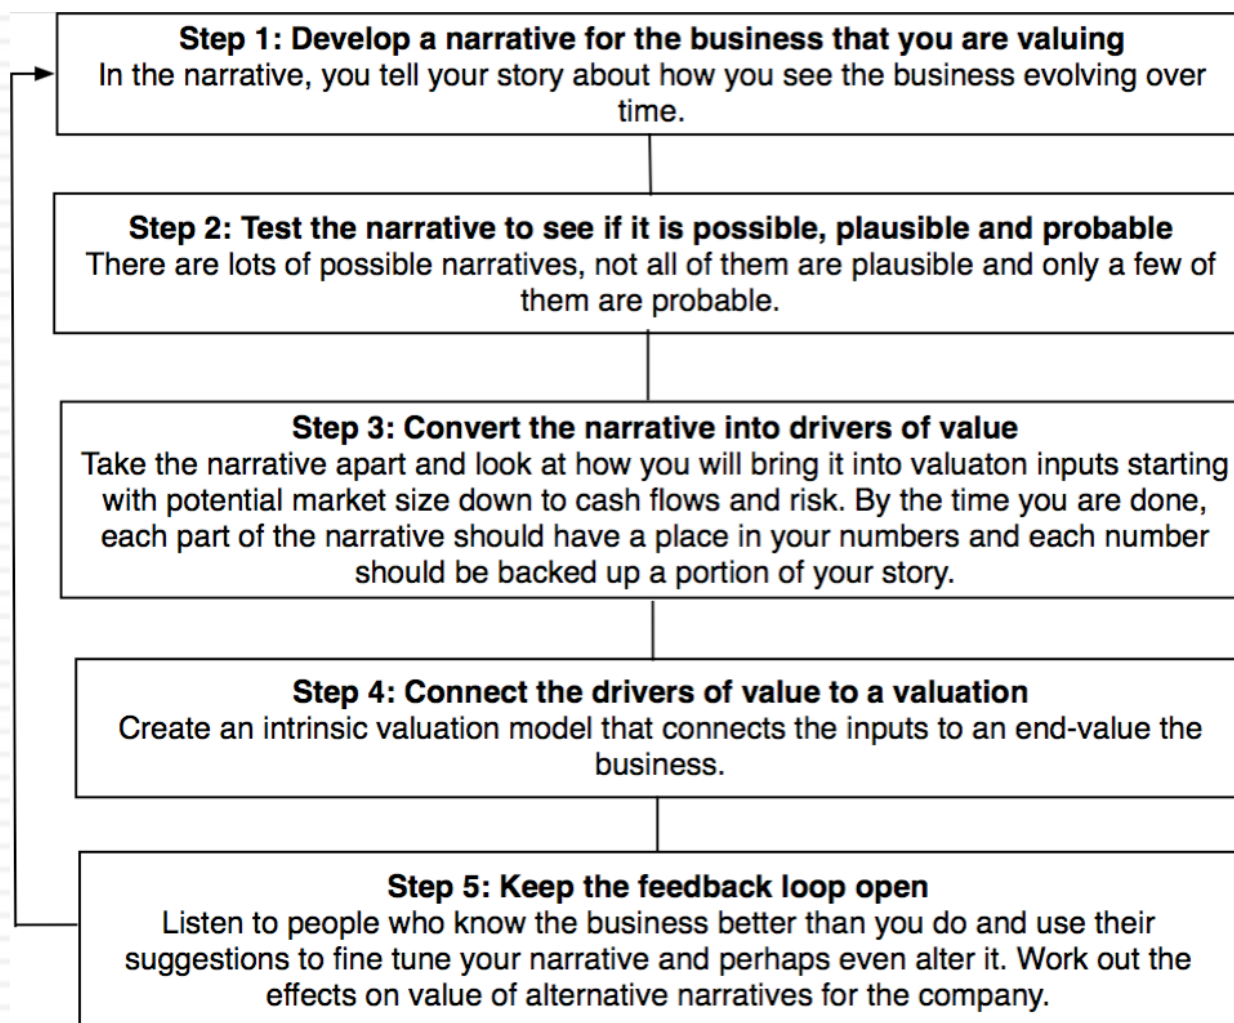 Step 1: Develop a narrative for the business that you are valuing
In the narrative, you tell your story about how you see the business evolving over
time.
Step 2: Test the narrative to see if it is possible, plausible and probable
There are lots of possible narratives, not all of them are plausible and only a few of
them are probable.
Step 3: Convert the narrative into drivers of value
Take the narrative apart and look at how you will bring it into valuaton inputs starting
with potential market size down to cash flows and risk. By the time you are done,
each part of the narrative should have a place in your numbers and each number
should be backed up a portion of your story.
Step 4: Connect the drivers of value to a valuation
Create an intrinsic valuation model that connects the inputs to an end-value the
business.
Step 5: Keep the feedback loop open
Listen to people who know the business better than you do and use their
suggestions to fine tune your narrative and perhaps even alter it. Work out the
effects on value of alternative narratives for the company.